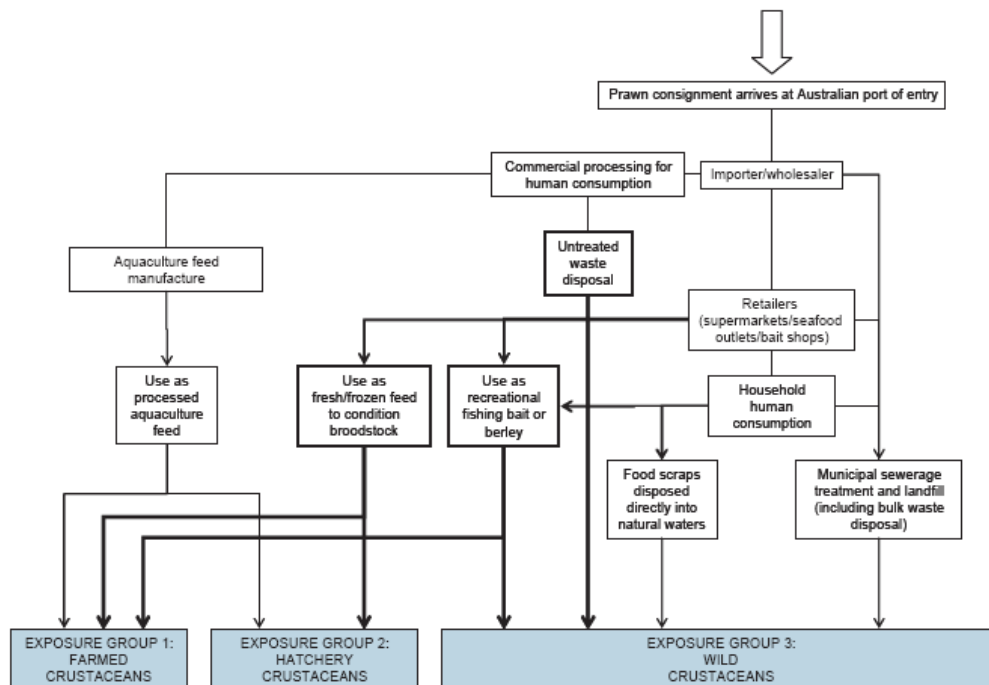 Prawn consignment arrives at Australian port of entry
Commercial processing for
human consumption
Importer/wholesaler
Untreated
waste
disposal
Aquaculture feed
manufacture
Retailers
(supermarkets/seafood
outlets/bait shops)
Use as
processed
aquaculture
feed
Use as
fresh/frozen feed
to condition
broodstock
Use as
recreational
fishing bait or
berley
Household
human
consumption
Food scraps
disposed
directly into
natural waters
Municipal sewerage
treatment and landfill
(including bulk waste
disposal)
EXPOSURE GROUP 1:
FARMED
CRUSTACEANS
EXPOSURE GROUP 2:
HATCHERY
CRUSTACEANS
EXPOSURE GROUP 3:
WILD
CRUSTACEANS